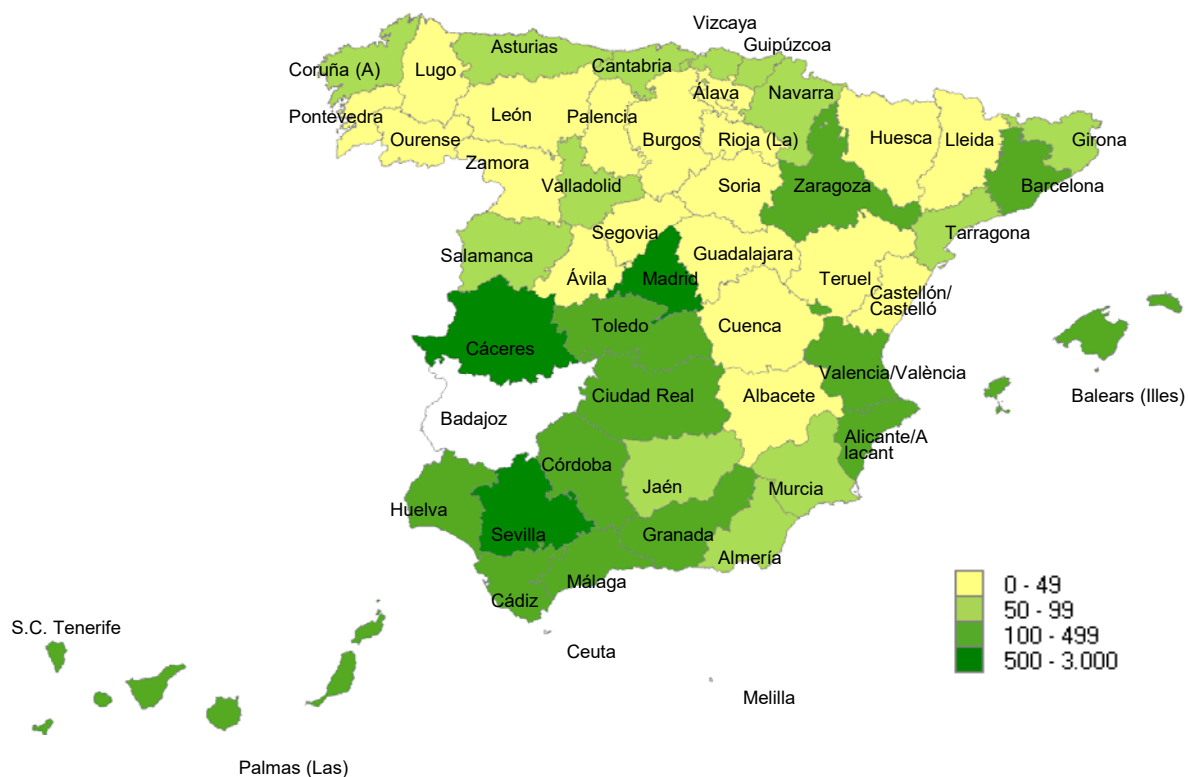 Vizcaya
Guipúzcoa
Asturias
Cantabria
Coruña (A)
Lugo
Álava
Navarra
Pontevedra
León
Palencia
Ourense
Burgos
Rioja (La)
Huesca
Lleida
Girona
Zamora
Valladolid
Soria
Zaragoza
Barcelona
Segovia
Tarragona
Salamanca
Guadalajara
Ávila
Madrid
Teruel
Castellón/
Castelló
Toledo
Cuenca
Cáceres
Valencia/València
Ciudad Real
Albacete
Balears (Illes)
Badajoz
Alicante/A
lacant
Córdoba
Jaén
Murcia
Huelva
Sevilla
Granada
Almería
Málaga
Cádiz
0 - 49
50 - 99
100 - 499
500 - 3.000
S.C. Tenerife
Ceuta
Melilla
Palmas (Las)